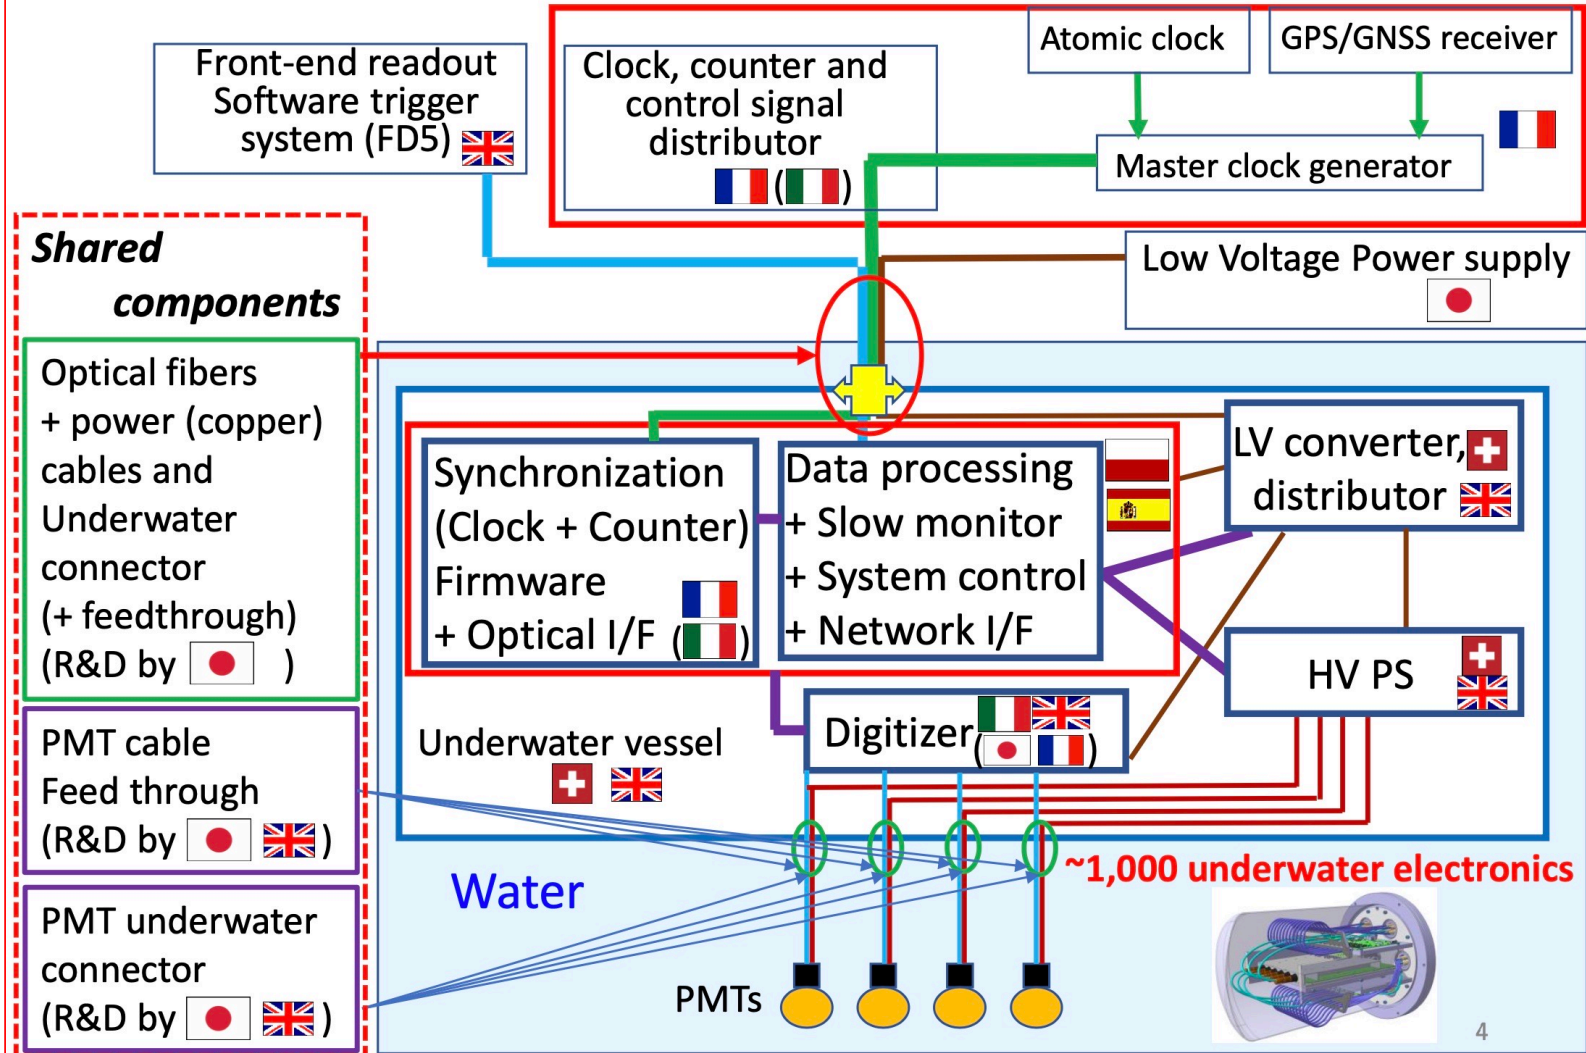 Front-end readout
Software trigger
system (FD5)
Clock, counter and
control signal
distributor
( )
Atomic clock
GPS/GNSS receiver
Master clock generator
Low Voltage Power supply
Shared
components
Optical fibers
+ power (copper)
cables and
Underwater
connector
(+ feedthrough)
(R&D by )
PMT cable
Feed through
(R&D by )
PMT underwater
connector
(R&D by )
Synchronization
(Clock + Counter)
Firmware
+ Optical I/F ( )
Data processing
+ Slow monitor
+ System control
+ Network I/F
LV converter,
distributor
HV PS
Digitizer
( )
Underwater vessel
Water
~1,000 underwater electronics
PMTs
4